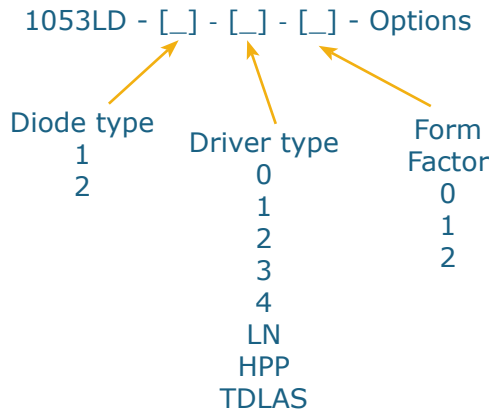 1053LD - [_] - [_] - [_] - Options
Diode type
1
2
Driver type
0
1
2
3
4
LN
HPP
TDLAS
Form
Factor
0
1
2